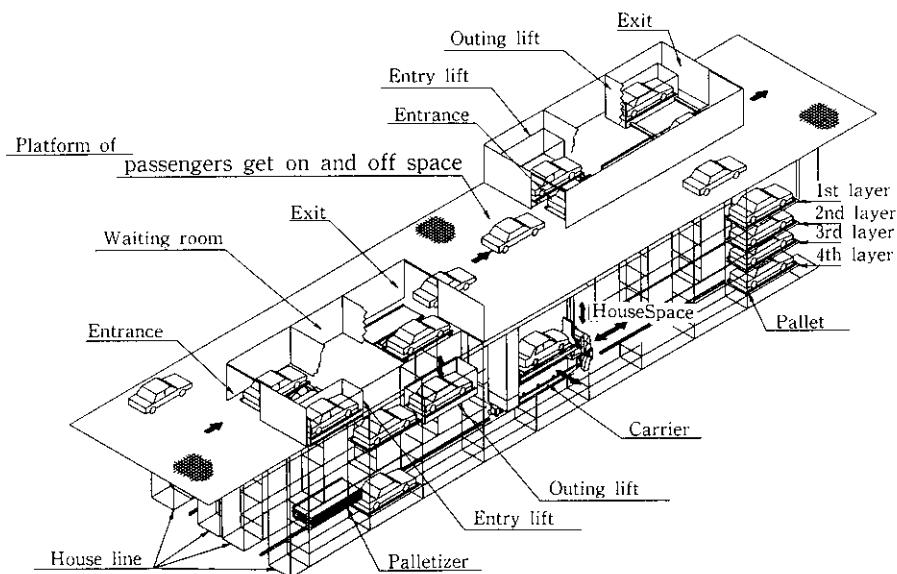 Exit
Outing lift
Entry lift
Entrance
Platform of
passengers get on and off space
Exit
Waiting room
Entrance
1st layer
2nd layer
3rd layer
4th layer
HouseSpace
Pallet
Carrier
Outing lift
Entry lift
House line
Palletizer